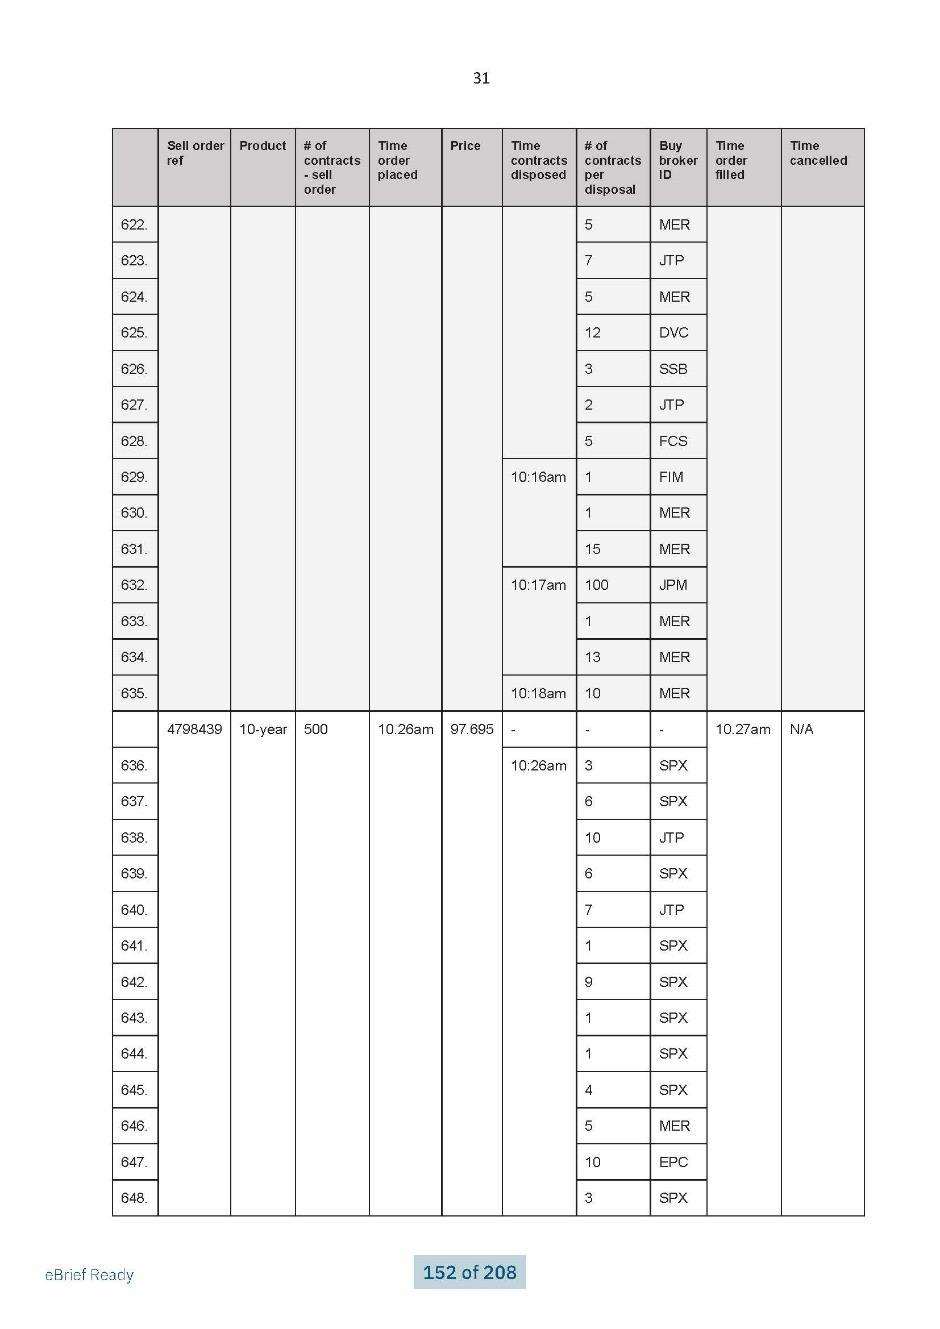 31
Sell order ref | Product | # of contracts - sell order | Time order placed | Price | Time contracts disposed | # of contracts per disposal | Buy broker ID | Time order filled | Time cancelled
622. 5 MER
623. 7 JTP
624. 5 MER
625. 12 DVC
626. 3 SSB
627. 2 JTP
628. 5 FCS
629. 10:16am 1 FIM
630. 1 MER
631. 15 MER
632. 10:17am 100 JPM
633. 1 MER
634. 13 MER
635. 10:18am 10 MER
4798439 10-year 500 10.26am 97.695 - - - 10.27am N/A
636. 10:26am 3 SPX
637. 6 SPX
638. 10 JTP
639. 6 SPX
640. 7 JTP
641. 1 SPX
642. 9 SPX
643. 1 SPX
644. 1 SPX
645. 4 SPX
646. 5 MER
647. 10 EPC
648. 3 SPX
eBrief Ready
152 of 208